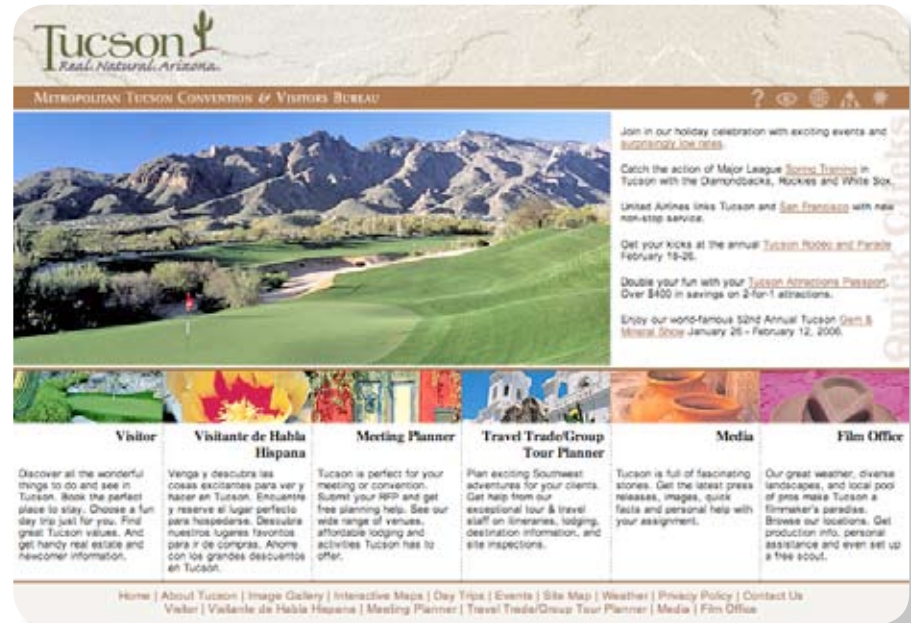 Tucson
Real. Natural. Arizona.
Metropolitan Tucson Convention & Visitors Bureau
?
Join in our holiday celebration with exciting events and
surprisingly low rates.
Catch the action of Major League Spring Training in
Tucson with the Diamondbacks, Rockies and White Sox.
United Airlines links Tucson and San Francisco with new
non-stop service.
Get your kicks at the annual Tucson Rodeo and Parade
February 18-26.
Double your fun with your Tucson Attractions Passport.
Over $400 in savings on 2-for-1 attractions.
Enjoy our world-famous 52nd Annual Tucson Gem &
Mineral Show January 26 - February 12, 2006.
Quick Clicks
Visitor
Discover all the wonderful
things to do and see in
Tucson. Book the perfect
place to stay. Choose a fun
day trip just for you. Find
great Tucson values. And
get handy real estate and
newcomer information.
Visitante de Habla
Hispana
Venga y descubra las
cosas excitantes para ver y
hacer en Tucson. Encuentre
y reserve el lugar perfecto
para hospedarse. Descubra
nuestros lugares favoritos
para ir de compras. Ahorre
con los grandes descuentos
en Tucson.
Meeting Planner
Tucson is perfect for your
meeting or convention.
Submit your RFP and get
free planning help. See our
wide range of venues,
affordable lodging and
activities Tucson has to
offer.
Travel Trade/Group
Tour Planner
Plan exciting Southwest
adventures for your clients.
Get help from our
exceptional tour & travel
staff on itineraries, lodging,
destination information, and
site inspections.
Media
Tucson is full of fascinating
stories. Get the latest press
releases, images, quick
facts and personal help with
your assignment.
Film Office
Our great weather, diverse
landscapes, and local pool
of pros make Tucson a
filmmaker's paradise.
Browse our locations. Get
production info, personal
assistance and even set up
a free scout.
Home | About Tucson | Image Gallery | Interactive Maps | Day Trips | Events | Site Map | Weather | Privacy Policy | Contact Us
Visitor | Visitante de Habla Hispana | Meeting Planner | Travel Trade/Group Tour Planner | Media | Film Office